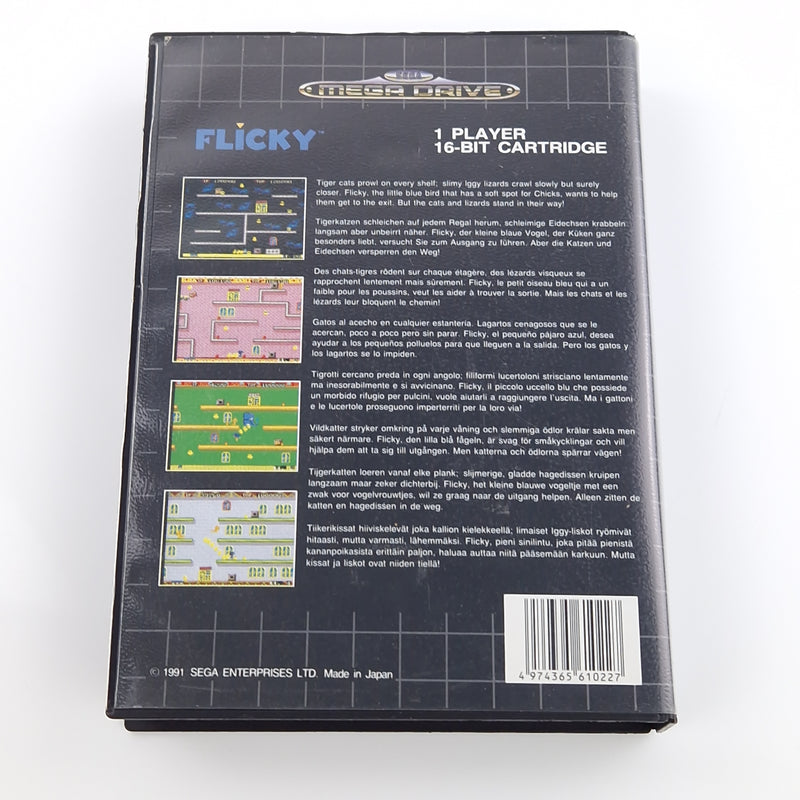 SEGA
MEGA DRIVE
FLICKY™
1 PLAYER
16-BIT CARTRIDGE
Tiger cats prowl on every shelf; slimy Iggy lizards crawl slowly but surely
closer. Flicky, the little blue bird that has a soft spot for Chicks, wants to help
them get to the exit. But the cats and lizards stand in their way!
Tigerkatzen schleichen auf jedem Regal herum, schleimige Eidechsen krabbeln
langsam aber unbeirrt näher. Flicky, der kleine blaue Vogel, der Küken ganz
besonders liebt, versucht Sie zum Ausgang zu führen. Aber die Katzen und
Eidechsen versperren den Weg!
Des chats-tigres rôdent sur chaque étagère, des lézards visqueux se
rapprochent lentement mais sûrement. Flicky, le petit oiseau bleu qui a un
faible pour les poussins, veut les aider à trouver la sortie. Mais les chats et les
lézards leur bloquent le chemin!
Gatos al acecho en cualquier estantería. Lagartos cenagosos que se le
acercan, poco a poco pero sin parar. Flicky, el pequeño pájaro azul, desea
ayudar a los pequeños polluelos para que lleguen a la salida. Pero los gatos y
los lagartos se lo impiden.
Tigrotti cercano preda in ogni angolo; filiformi lucertoloni strisciano lentamente
ma inesorabilmente e si avvicinano. Flicky, il piccolo uccello blu che possiede
un morbido rifugio per pulcini, vuole aiutarli a raggiungere l'uscita. Ma i gattoni
e le lucertole proseguono imperterriti per la loro via!
Vildkatter stryker omkring på varje våning och slemmiga ödlor krälar sakta men
säkert närmare. Flicky, den lilla blå fågeln, är svag för småkycklingar och vill
hjälpa dem att ta sig till utgången. Men katterna och ödlorna spärrar vägen!
Tijgerkatten loeren vanaf elke plank; slijmerige, gladde hagedissen kruipen
langzaam maar zeker dichterbij. Flicky, het kleine blauwe vogeltje met een
zwak voor vogelvrouwtjes, wil ze graag naar de uitgang helpen. Alleen zitten de
katten en hagedissen in de weg.
Tiikerikissat hiiviskelevät joka kallion kielekkeellä; limaiset Iggy-liskot ryömivät
hitaasti, mutta varmasti, lähemmäksi. Flicky, pieni sinilintu, joka pitää pienistä
kananpoikasista erittäin paljon, haluaa auttaa niitä pääsemään karkuun. Mutta
kissat ja liskot ovat niiden tiellä!
© 1991 SEGA ENTERPRISES LTD. Made in Japan
4 974365 610227